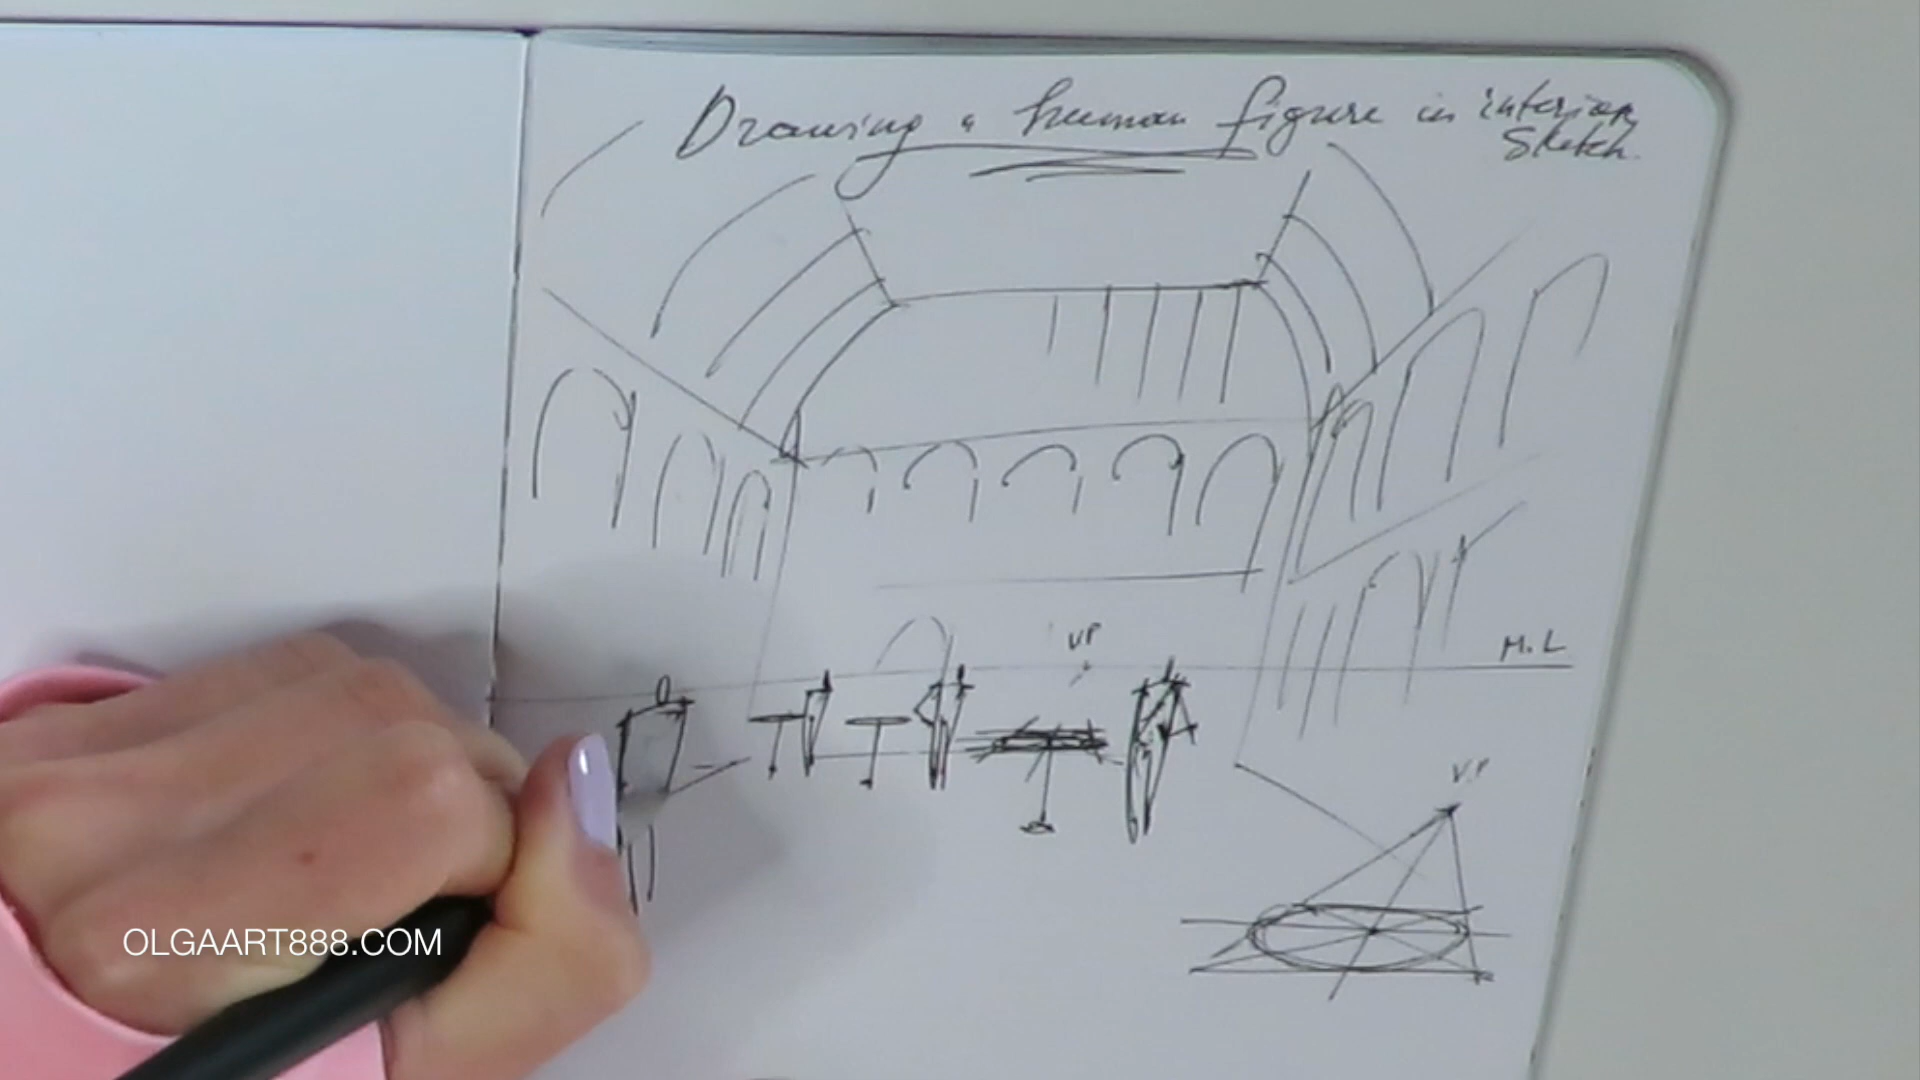 Drawing a human figure in interior
Sketch.
VP
H.L
V.P
OLGAART888.COM